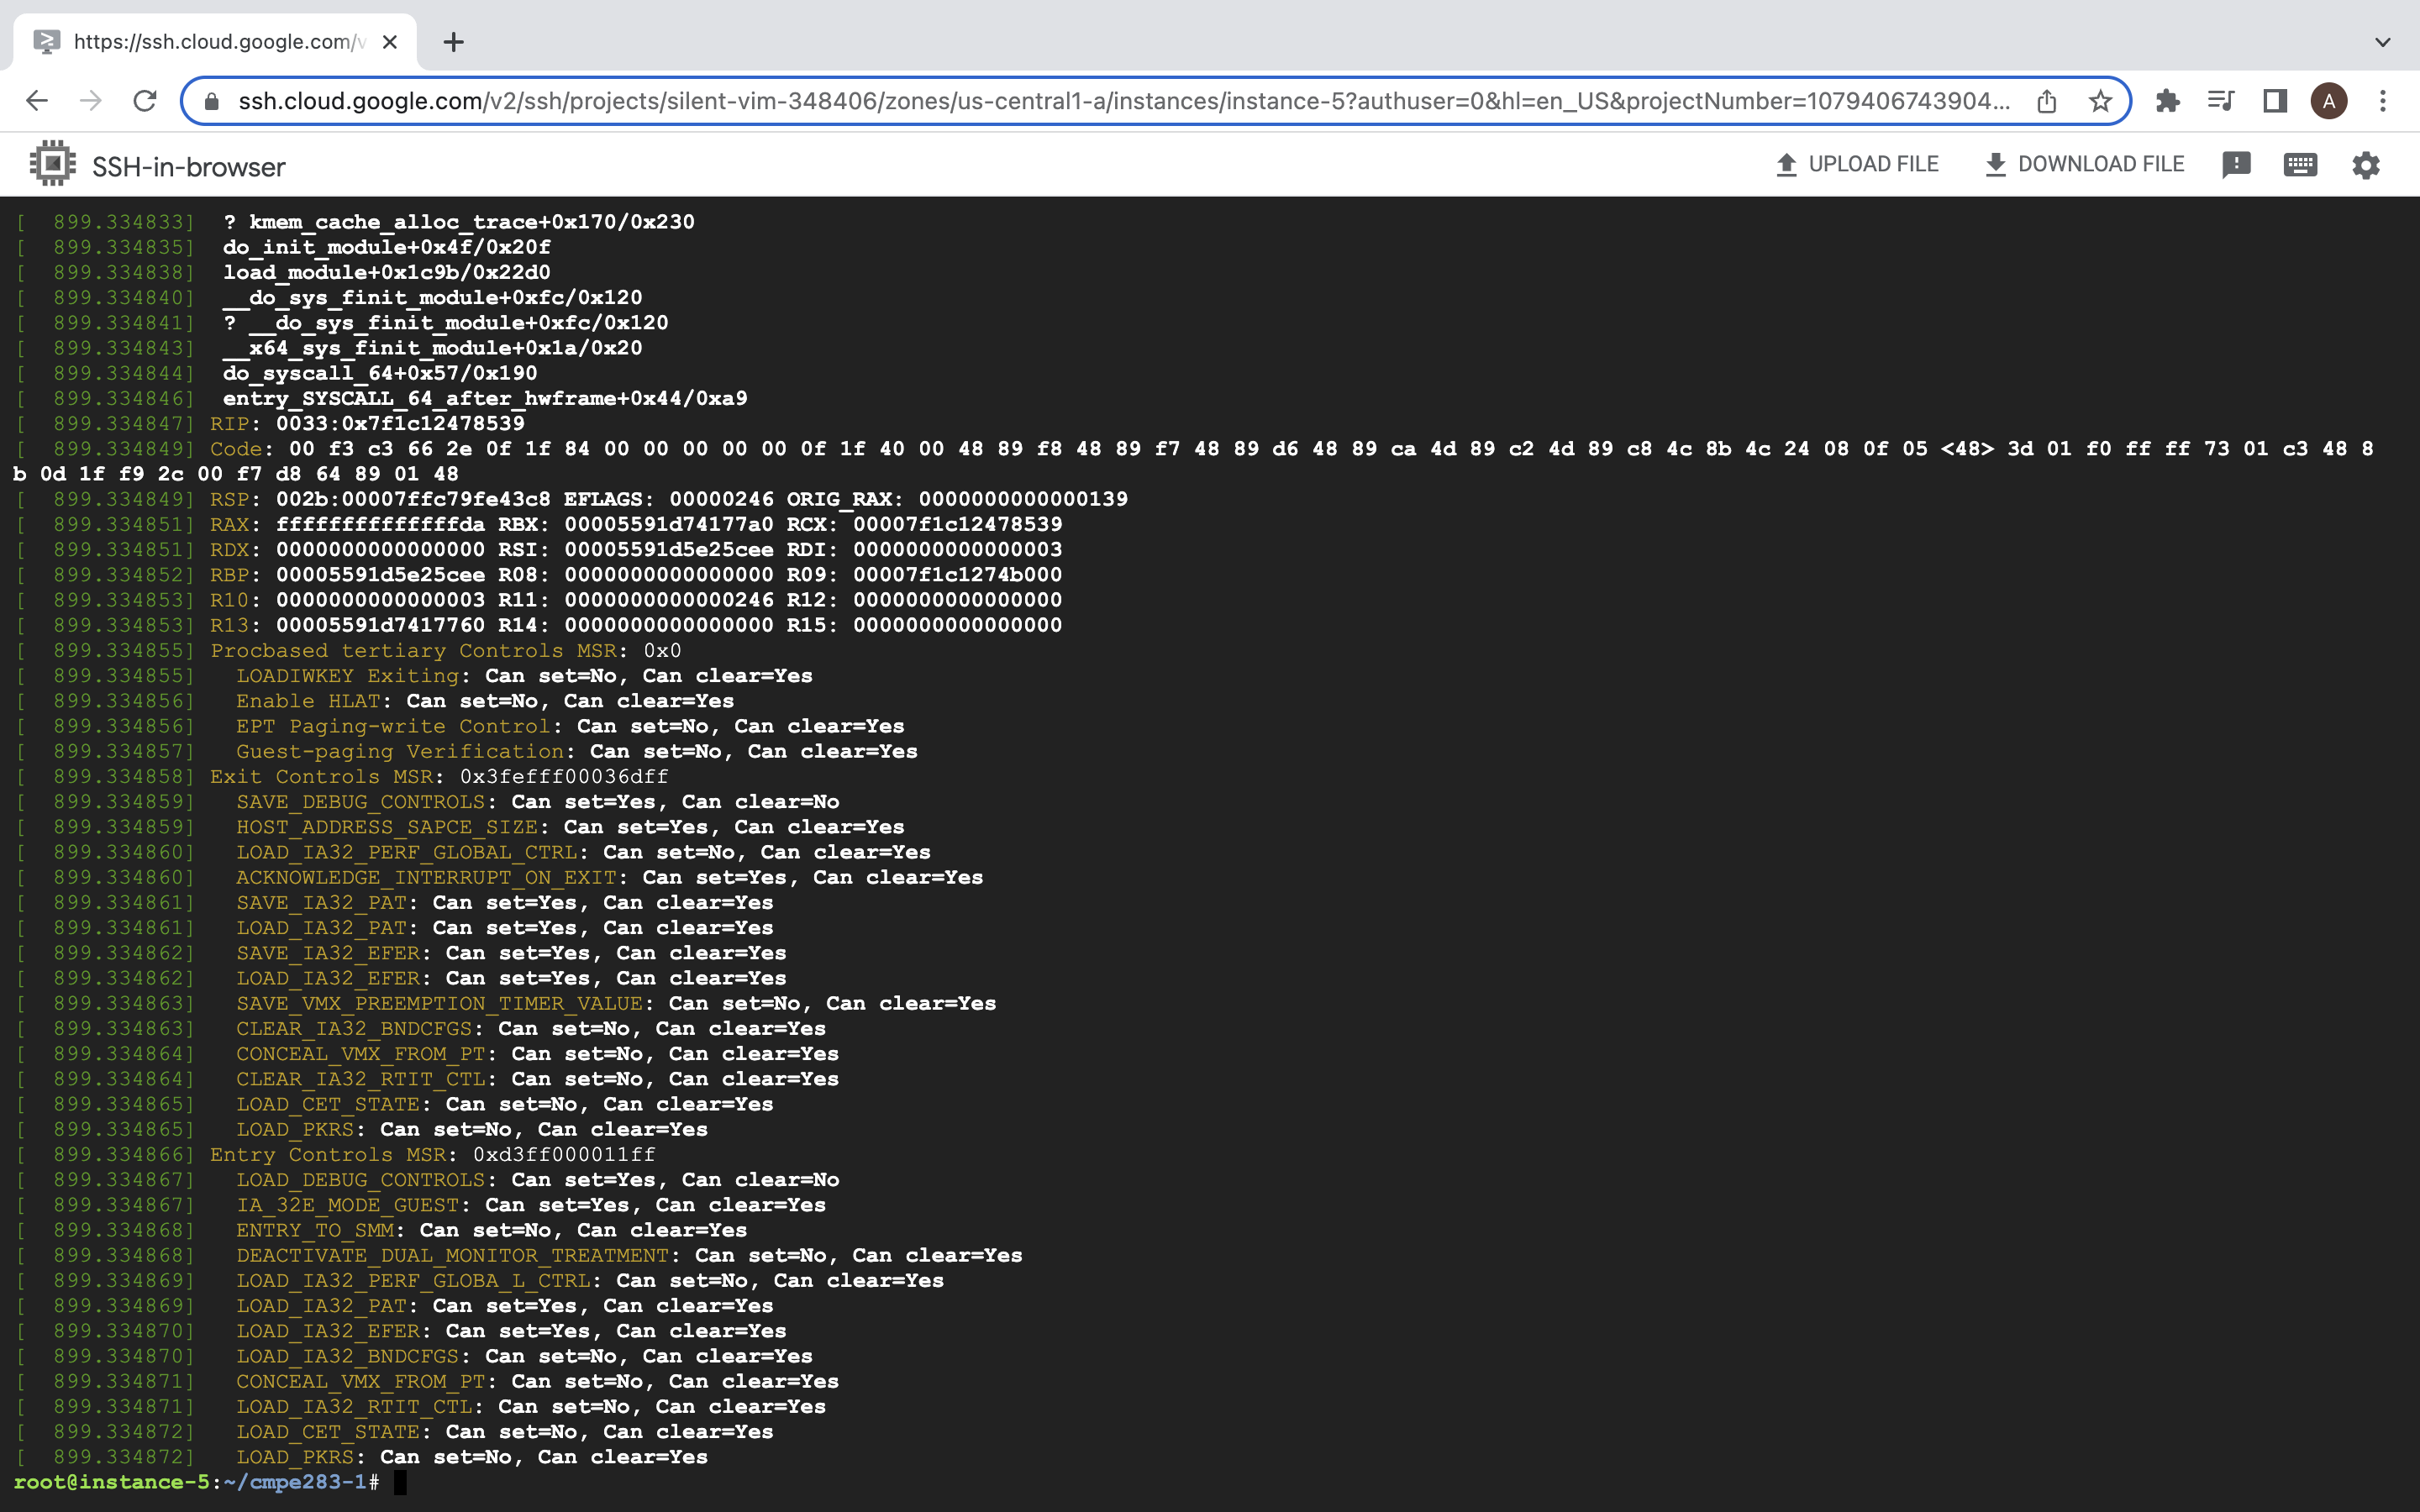 https://ssh.cloud.google.com/v
ssh.cloud.google.com/v2/ssh/projects/silent-vim-348406/zones/us-central1-a/instances/instance-5?authuser=0&hl=en_US&projectNumber=1079406743904...
A
SSH-in-browser
UPLOAD FILE
DOWNLOAD FILE
[  899.334833]  ? kmem_cache_alloc_trace+0x170/0x230
[  899.334835]  do_init_module+0x4f/0x20f
[  899.334838]  load_module+0x1c9b/0x22d0
[  899.334840]  __do_sys_finit_module+0xfc/0x120
[  899.334841]  ? __do_sys_finit_module+0xfc/0x120
[  899.334843]  __x64_sys_finit_module+0x1a/0x20
[  899.334844]  do_syscall_64+0x57/0x190
[  899.334846]  entry_SYSCALL_64_after_hwframe+0x44/0xa9
[  899.334847] RIP: 0033:0x7f1c12478539
[  899.334849] Code: 00 f3 c3 66 2e 0f 1f 84 00 00 00 00 00 0f 1f 40 00 48 89 f8 48 89 f7 48 89 d6 48 89 ca 4d 89 c2 4d 89 c8 4c 8b 4c 24 08 0f 05 <48> 3d 01 f0 ff ff 73 01 c3 48 8
b 0d 1f f9 2c 00 f7 d8 64 89 01 48
[  899.334849] RSP: 002b:00007ffc79fe43c8 EFLAGS: 00000246 ORIG_RAX: 0000000000000139
[  899.334851] RAX: ffffffffffffffda RBX: 00005591d74177a0 RCX: 00007f1c12478539
[  899.334851] RDX: 0000000000000000 RSI: 00005591d5e25cee RDI: 0000000000000003
[  899.334852] RBP: 00005591d5e25cee R08: 0000000000000000 R09: 00007f1c1274b000
[  899.334853] R10: 0000000000000003 R11: 0000000000000246 R12: 0000000000000000
[  899.334853] R13: 00005591d7417760 R14: 0000000000000000 R15: 0000000000000000
[  899.334855] Procbased tertiary Controls MSR: 0x0
[  899.334855]   LOADIWKEY Exiting: Can set=No, Can clear=Yes
[  899.334856]   Enable HLAT: Can set=No, Can clear=Yes
[  899.334856]   EPT Paging-write Control: Can set=No, Can clear=Yes
[  899.334857]   Guest-paging Verification: Can set=No, Can clear=Yes
[  899.334858] Exit Controls MSR: 0x3fefff00036dff
[  899.334859]   SAVE_DEBUG_CONTROLS: Can set=Yes, Can clear=No
[  899.334859]   HOST_ADDRESS_SAPCE_SIZE: Can set=Yes, Can clear=Yes
[  899.334860]   LOAD_IA32_PERF_GLOBAL_CTRL: Can set=No, Can clear=Yes
[  899.334860]   ACKNOWLEDGE_INTERRUPT_ON_EXIT: Can set=Yes, Can clear=Yes
[  899.334861]   SAVE_IA32_PAT: Can set=Yes, Can clear=Yes
[  899.334861]   LOAD_IA32_PAT: Can set=Yes, Can clear=Yes
[  899.334862]   SAVE_IA32_EFER: Can set=Yes, Can clear=Yes
[  899.334862]   LOAD_IA32_EFER: Can set=Yes, Can clear=Yes
[  899.334863]   SAVE_VMX_PREEMPTION_TIMER_VALUE: Can set=No, Can clear=Yes
[  899.334863]   CLEAR_IA32_BNDCFGS: Can set=No, Can clear=Yes
[  899.334864]   CONCEAL_VMX_FROM_PT: Can set=No, Can clear=Yes
[  899.334864]   CLEAR_IA32_RTIT_CTL: Can set=No, Can clear=Yes
[  899.334865]   LOAD_CET_STATE: Can set=No, Can clear=Yes
[  899.334865]   LOAD_PKRS: Can set=No, Can clear=Yes
[  899.334866] Entry Controls MSR: 0xd3ff000011ff
[  899.334867]   LOAD_DEBUG_CONTROLS: Can set=Yes, Can clear=No
[  899.334867]   IA_32E_MODE_GUEST: Can set=Yes, Can clear=Yes
[  899.334868]   ENTRY_TO_SMM: Can set=No, Can clear=Yes
[  899.334868]   DEACTIVATE_DUAL_MONITOR_TREATMENT: Can set=No, Can clear=Yes
[  899.334869]   LOAD_IA32_PERF_GLOBA_L_CTRL: Can set=No, Can clear=Yes
[  899.334869]   LOAD_IA32_PAT: Can set=Yes, Can clear=Yes
[  899.334870]   LOAD_IA32_EFER: Can set=Yes, Can clear=Yes
[  899.334870]   LOAD_IA32_BNDCFGS: Can set=No, Can clear=Yes
[  899.334871]   CONCEAL_VMX_FROM_PT: Can set=No, Can clear=Yes
[  899.334871]   LOAD_IA32_RTIT_CTL: Can set=No, Can clear=Yes
[  899.334872]   LOAD_CET_STATE: Can set=No, Can clear=Yes
[  899.334872]   LOAD_PKRS: Can set=No, Can clear=Yes
root@instance-5:~/cmpe283-1#